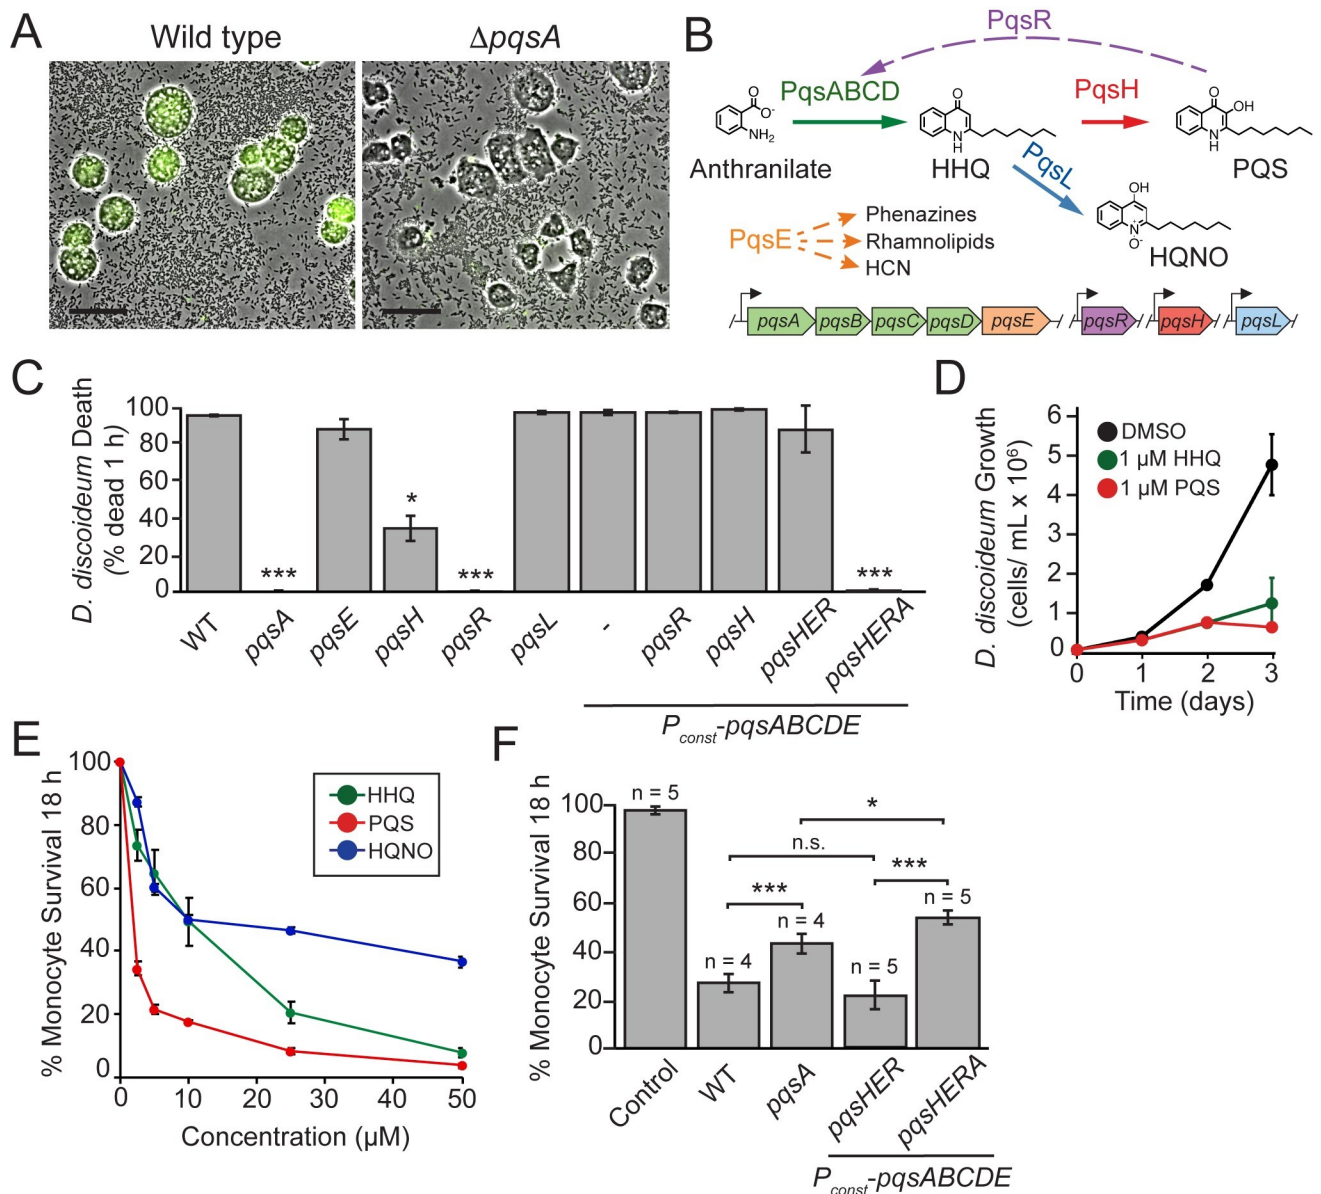 A
Wild type
ΔpqsA
B
PqsR
PqsABCD
PqsH
O
O-
NH2
O
N
H
O
OH
N
H
Anthranilate
HHQ
PQS
PqsL
OH
N+
O-
HQNO
PqsE
Phenazines
Rhamnolipids
HCN
pqsA
pqsB
pqsC
pqsD
pqsE
pqsR
pqsH
pqsL
C
D. discoideum Death
(% dead 1 h)
100
80
60
40
20
0
***
*
***
***
WT
pqsA
pqsE
pqsH
pqsR
pqsL
-
pqsR
pqsH
pqsHER
pqsHERA
Pconst-pqsABCDE
D
D. discoideum Growth
(cells/ mL x 10⁶)
6
5
4
3
2
1
0
DMSO
1 µM HHQ
1 µM PQS
0
1
2
3
Time (days)
E
% Monocyte Survival 18 h
100
80
60
40
20
0
HHQ
PQS
HQNO
0
10
20
30
40
50
Concentration (µM)
F
% Monocyte Survival 18 h
100
80
60
40
20
0
n = 5
n = 4
n = 4
n = 5
n = 5
***
n.s.
***
*
Control
WT
pqsA
pqsHER
pqsHERA
Pconst-pqsABCDE